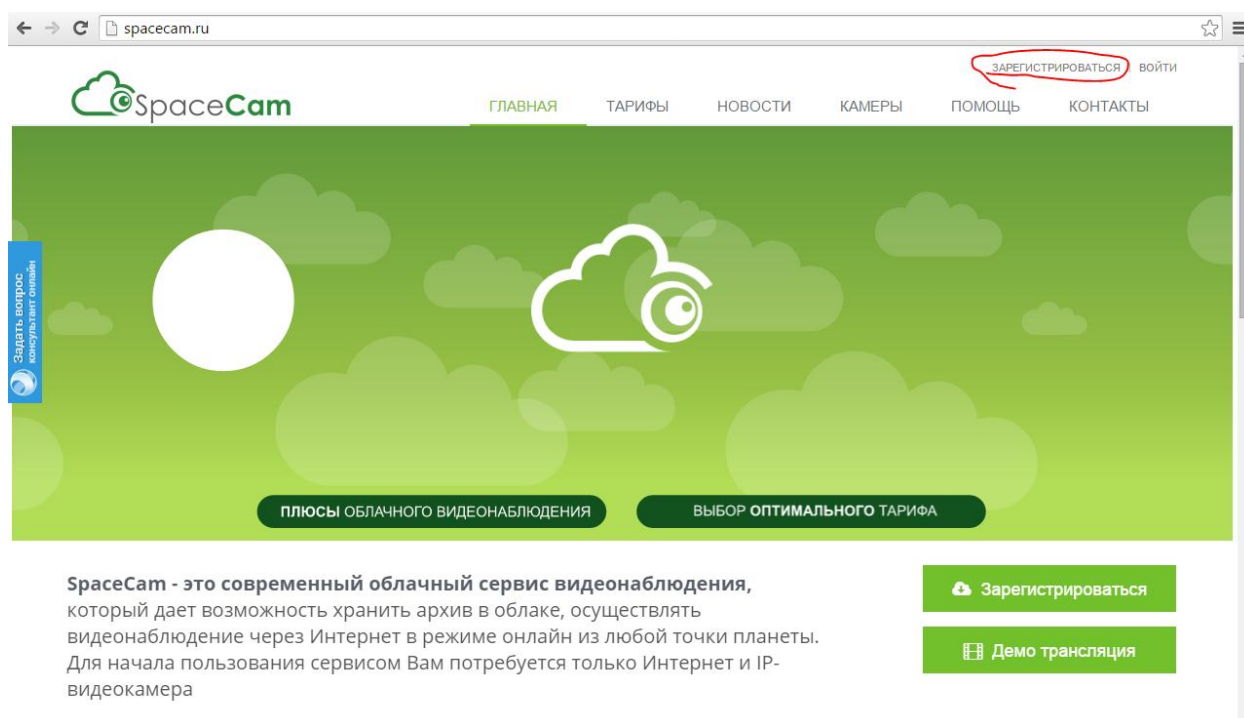 spacecam.ru
ЗАРЕГИСТРИРОВАТЬСЯ ВОЙТИ
SpaceCam
ГЛАВНАЯ ТАРИФЫ НОВОСТИ КАМЕРЫ ПОМОЩЬ КОНТАКТЫ
Задать вопрос
консультант онлайн
ПЛЮСЫ ОБЛАЧНОГО ВИДЕОНАБЛЮДЕНИЯ
ВЫБОР ОПТИМАЛЬНОГО ТАРИФА
SpaceCam - это современный облачный сервис видеонаблюдения,
который дает возможность хранить архив в облаке, осуществлять
видеонаблюдение через Интернет в режиме онлайн из любой точки планеты.
Для начала пользования сервисом Вам потребуется только Интернет и IP-
видеокамера
Зарегистрироваться
Демо трансляция